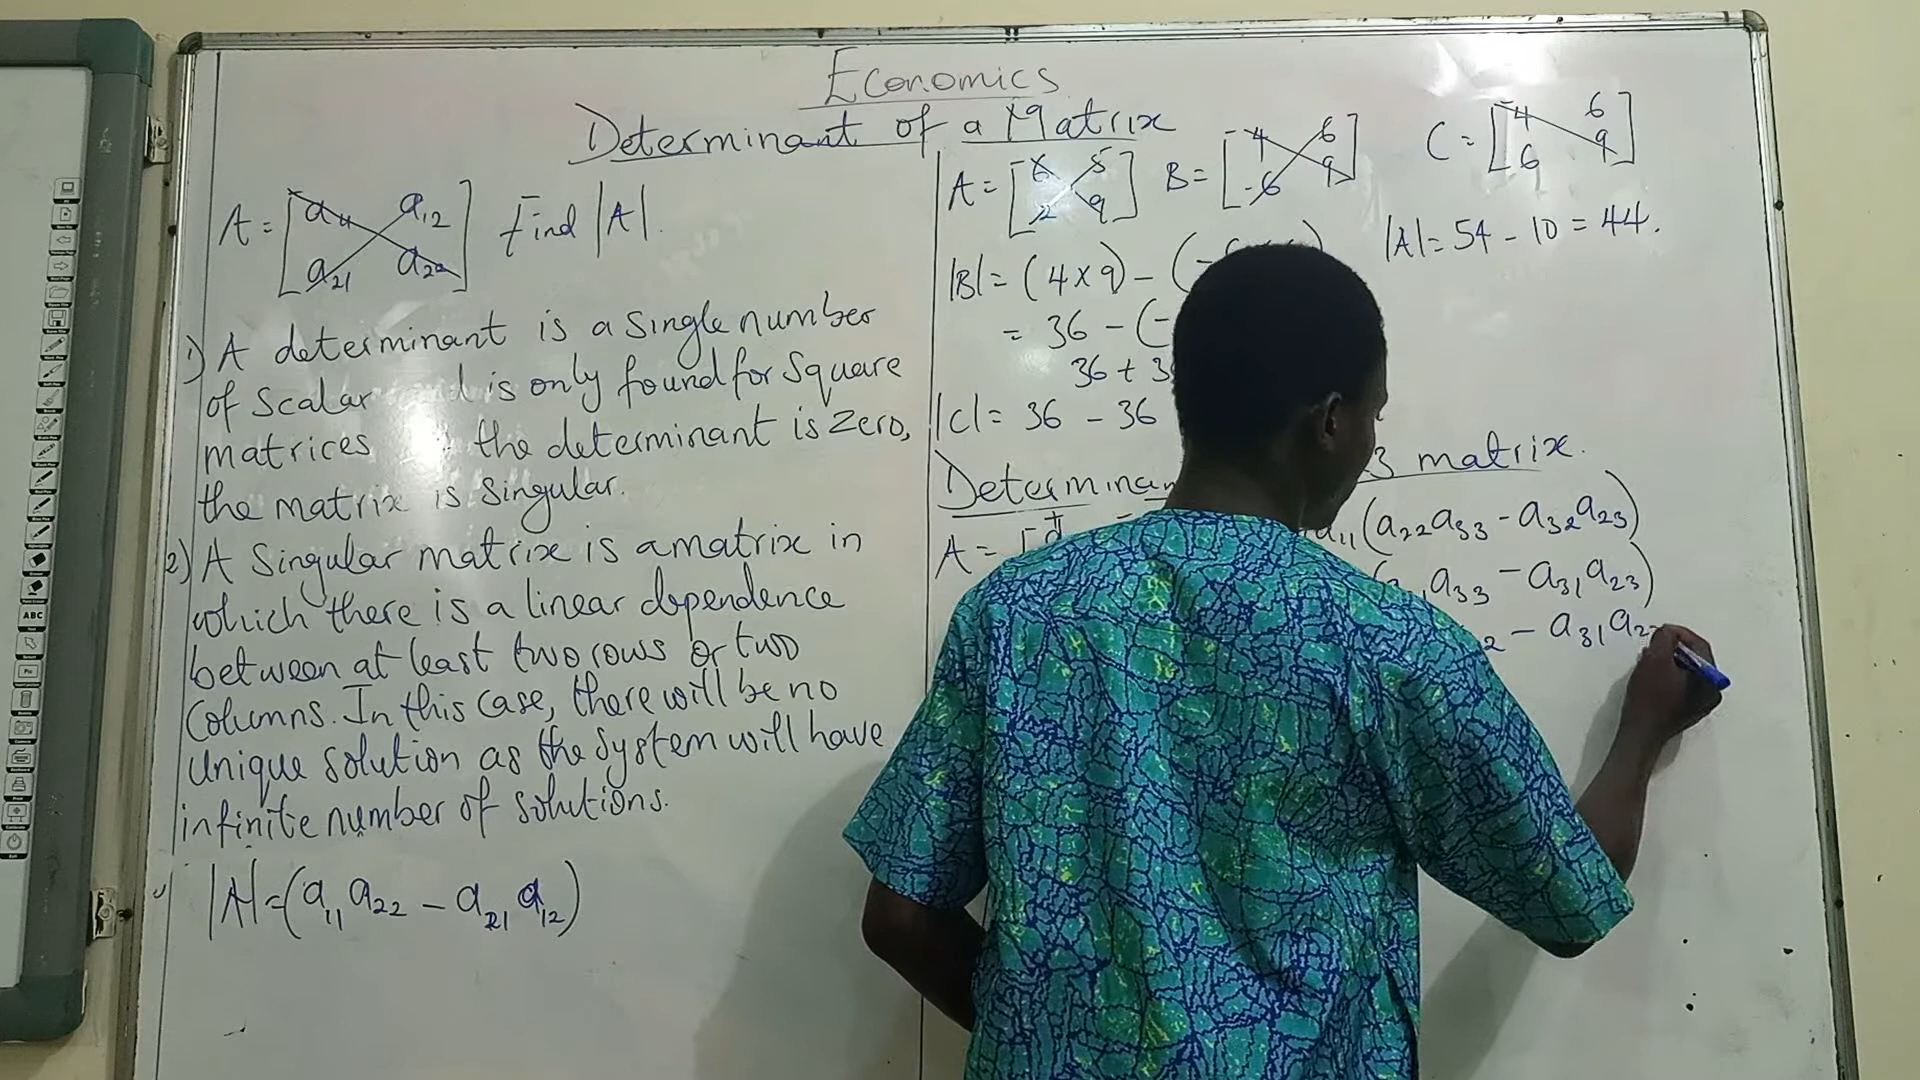 Economics
Determinant of a Matrix
A = [a11 a12
a21 a22] Find |A|.
1) A determinant is a single number
of scalar is only found for square
matrices the determinant is zero,
the matrix is singular.
2) A Singular matrix is a matrix in
which there is a linear dependence
between at least two rows or two
Columns. In this case, there will be no
unique solution as the system will have
infinite number of solutions.
|A| = (a11 a22 - a21 a12)
A = [6 5
2 9]
B = [4 6
-6 9]
C = [4 6
6 9]
|A| = 54 - 10 = 44.
|B| = (4 x 9) - (-
= 36 - (-
36 + 3
|C| = 36 - 36
3 matrix.
A = [
a11(a22a33 - a32a23)
a33 - a31a23)
2 - a31a2
ABC